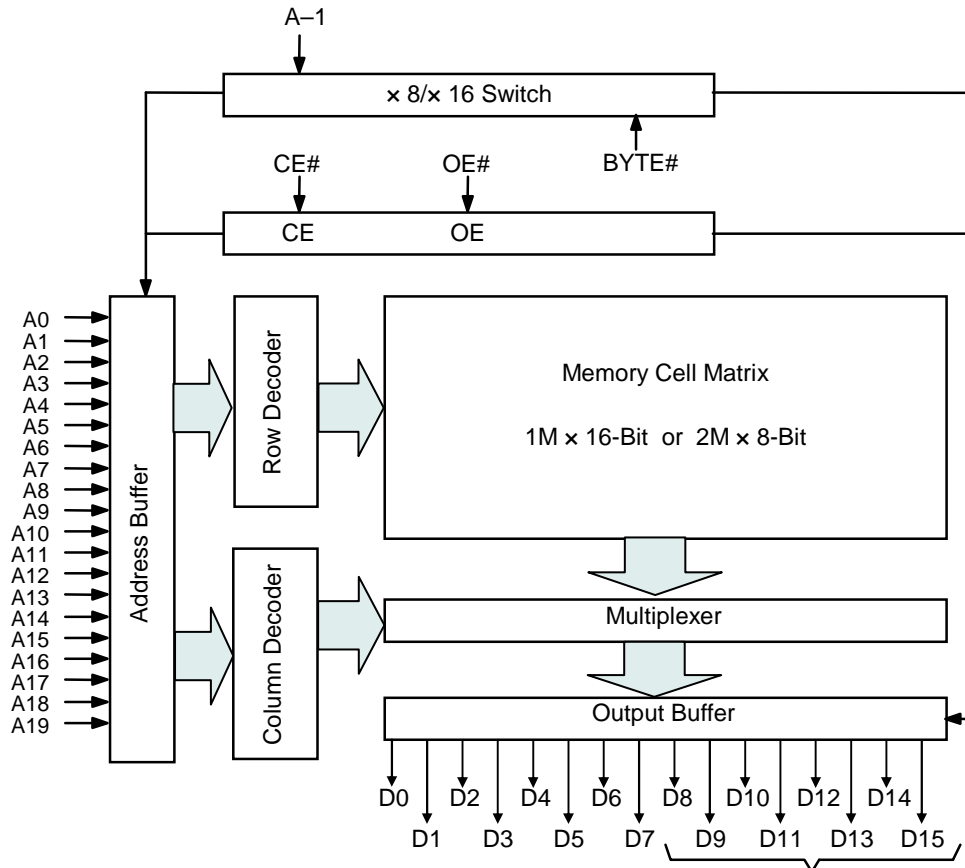 A–1
× 8/× 16 Switch
CE#
OE#
BYTE#
CE
OE
A0
A1
A2
A3
A4
A5
A6
A7
A8
A9
A10
A11
A12
A13
A14
A15
A16
A17
A18
A19
Address Buffer
Row Decoder
Column Decoder
Memory Cell Matrix
1M × 16-Bit or 2M × 8-Bit
Multiplexer
Output Buffer
D0 D2 D4 D6 D8 D10 D12 D14
D1 D3 D5 D7 D9 D11 D13 D15